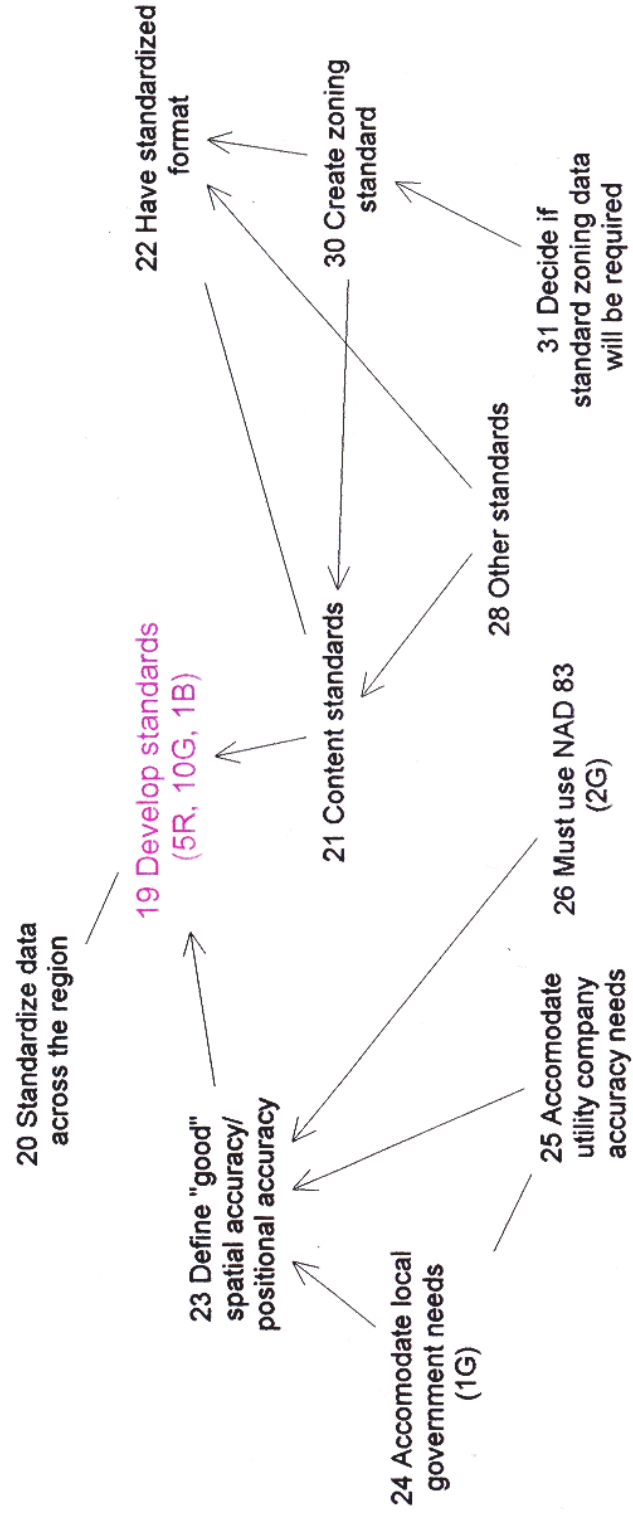 20 Standardize data
across the region
19 Develop standards
(5R, 10G, 1B)
22 Have standardized
format
23 Define "good"
spatial accuracy/
positional accuracy
21 Content standards
30 Create zoning
standard
24 Accomodate local
government needs
(1G)
28 Other standards
25 Accomodate
utility company
accuracy needs
26 Must use NAD 83
(2G)
31 Decide if
standard zoning data
will be required